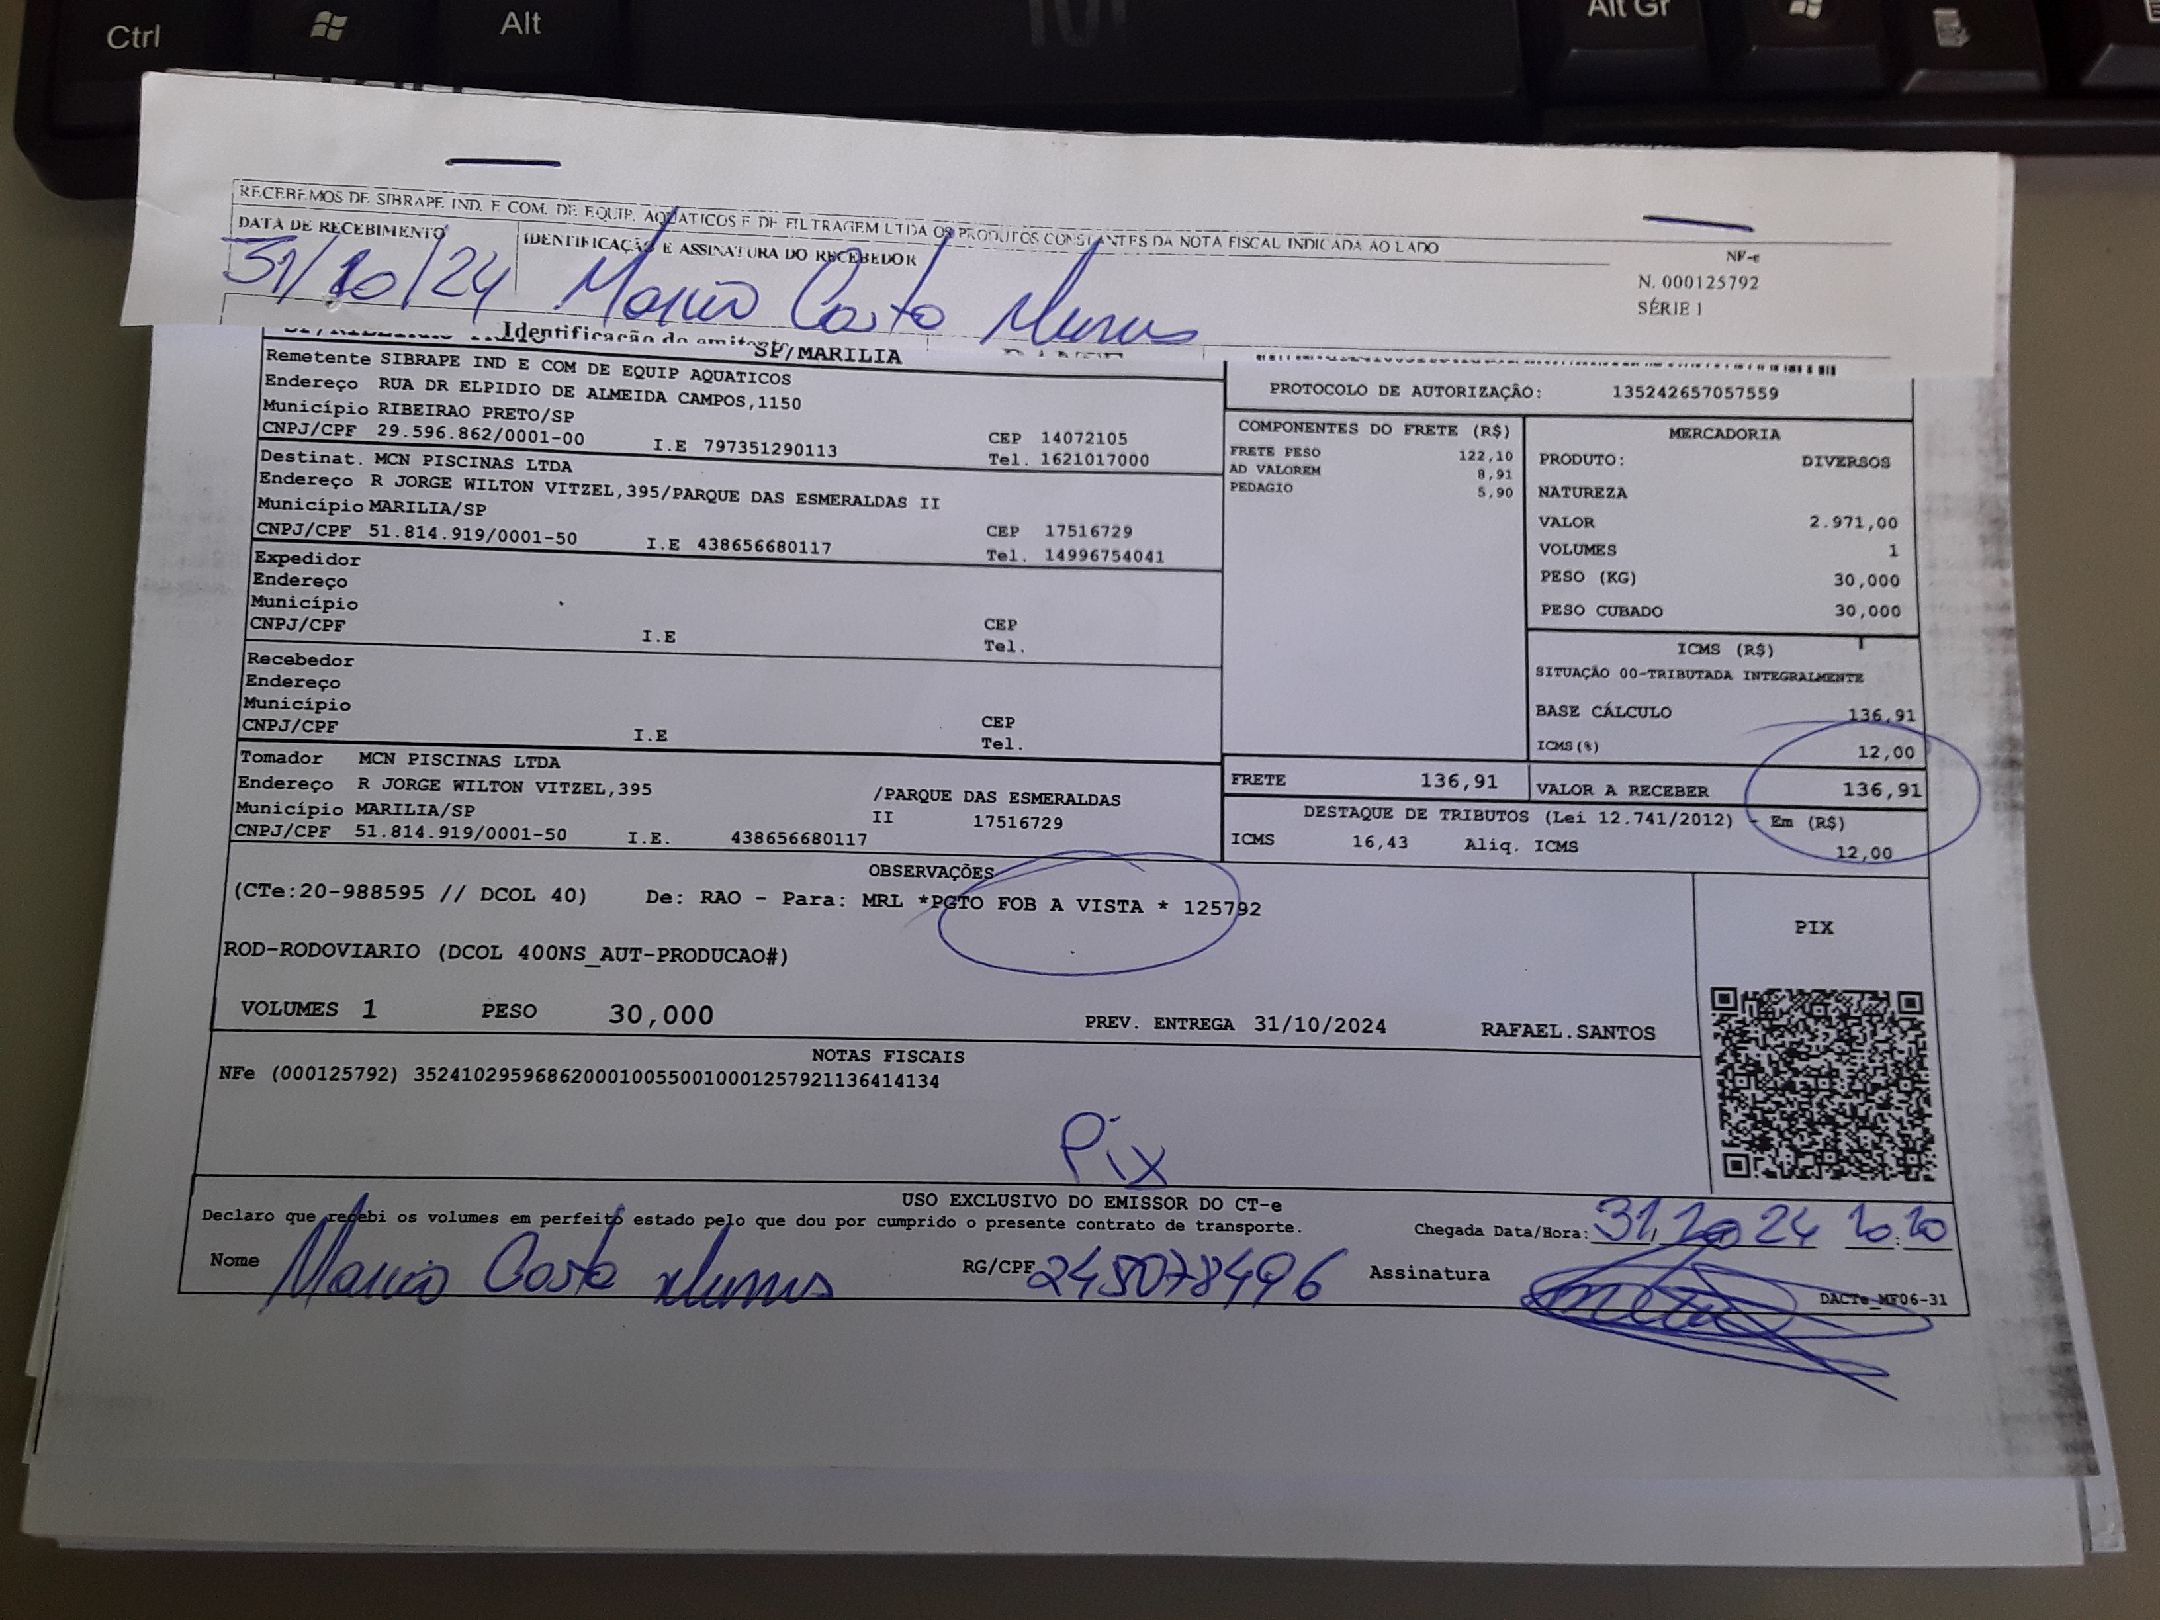 Ctrl
Alt
Alt Gr
RECEBEMOS DE SIBRAPE IND. E COM. DE EQUIP. AQUATICOS E DE FILTRAGEM LTDA OS PRODUTOS CONSTANTES DA NOTA FISCAL INDICADA AO LADO
DATA DE RECEBIMENTO
IDENTIFICAÇÃO E ASSINATURA DO RECEBEDOR
31/10/24
NF-e
N. 000125792
SÉRIE 1
Identificação do emitente
SP/MARILIA
Remetente SIBRAPE IND E COM DE EQUIP AQUATICOS
Endereço RUA DR ELPIDIO DE ALMEIDA CAMPOS,1150
Município RIBEIRAO PRETO/SP
CNPJ/CPF 29.596.862/0001-00 I.E 797351290113
CEP 14072105
Tel. 1621017000
Destinat. MCN PISCINAS LTDA
Endereço R JORGE WILTON VITZEL,395/PARQUE DAS ESMERALDAS II
Município MARILIA/SP
CNPJ/CPF 51.814.919/0001-50 I.E 438656680117
CEP 17516729
Tel. 14996754041
Expedidor
Endereço
Município
CNPJ/CPF I.E
CEP
Tel.
Recebedor
Endereço
Município
CNPJ/CPF I.E
CEP
Tel.
Tomador MCN PISCINAS LTDA
Endereço R JORGE WILTON VITZEL,395 /PARQUE DAS ESMERALDAS
Município MARILIA/SP II 17516729
CNPJ/CPF 51.814.919/0001-50 I.E. 438656680117
PROTOCOLO DE AUTORIZAÇÃO: 135242657057559
COMPONENTES DO FRETE (R$)
FRETE PESO 122,10
AD VALOREM 8,91
PEDAGIO 5,90
MERCADORIA
PRODUTO: DIVERSOS
NATUREZA
VALOR 2.971,00
VOLUMES 1
PESO (KG) 30,000
PESO CUBADO 30,000
ICMS (R$)
SITUAÇÃO 00-TRIBUTADA INTEGRALMENTE
BASE CÁLCULO 136,91
ICMS(%) 12,00
FRETE 136,91
VALOR A RECEBER 136,91
DESTAQUE DE TRIBUTOS (Lei 12.741/2012) - Em (R$)
ICMS 16,43 Aliq. ICMS 12,00
OBSERVAÇÕES
(CTe:20-988595 // DCOL 40) De: RAO - Para: MRL *PGTO FOB A VISTA * 125792
ROD-RODOVIARIO (DCOL 400NS_AUT-PRODUCAO#)
VOLUMES 1 PESO 30,000
PREV. ENTREGA 31/10/2024 RAFAEL.SANTOS
PIX
NOTAS FISCAIS
NFe (000125792) 35241029596862000100550010001257921136414134
Pix
USO EXCLUSIVO DO EMISSOR DO CT-e
Declaro que recebi os volumes em perfeito estado pelo que dou por cumprido o presente contrato de transporte.
Chegada Data/Hora: 31, 10 24 10:20
Nome
RG/CPF 245078496
Assinatura
DACTe_MF06-31